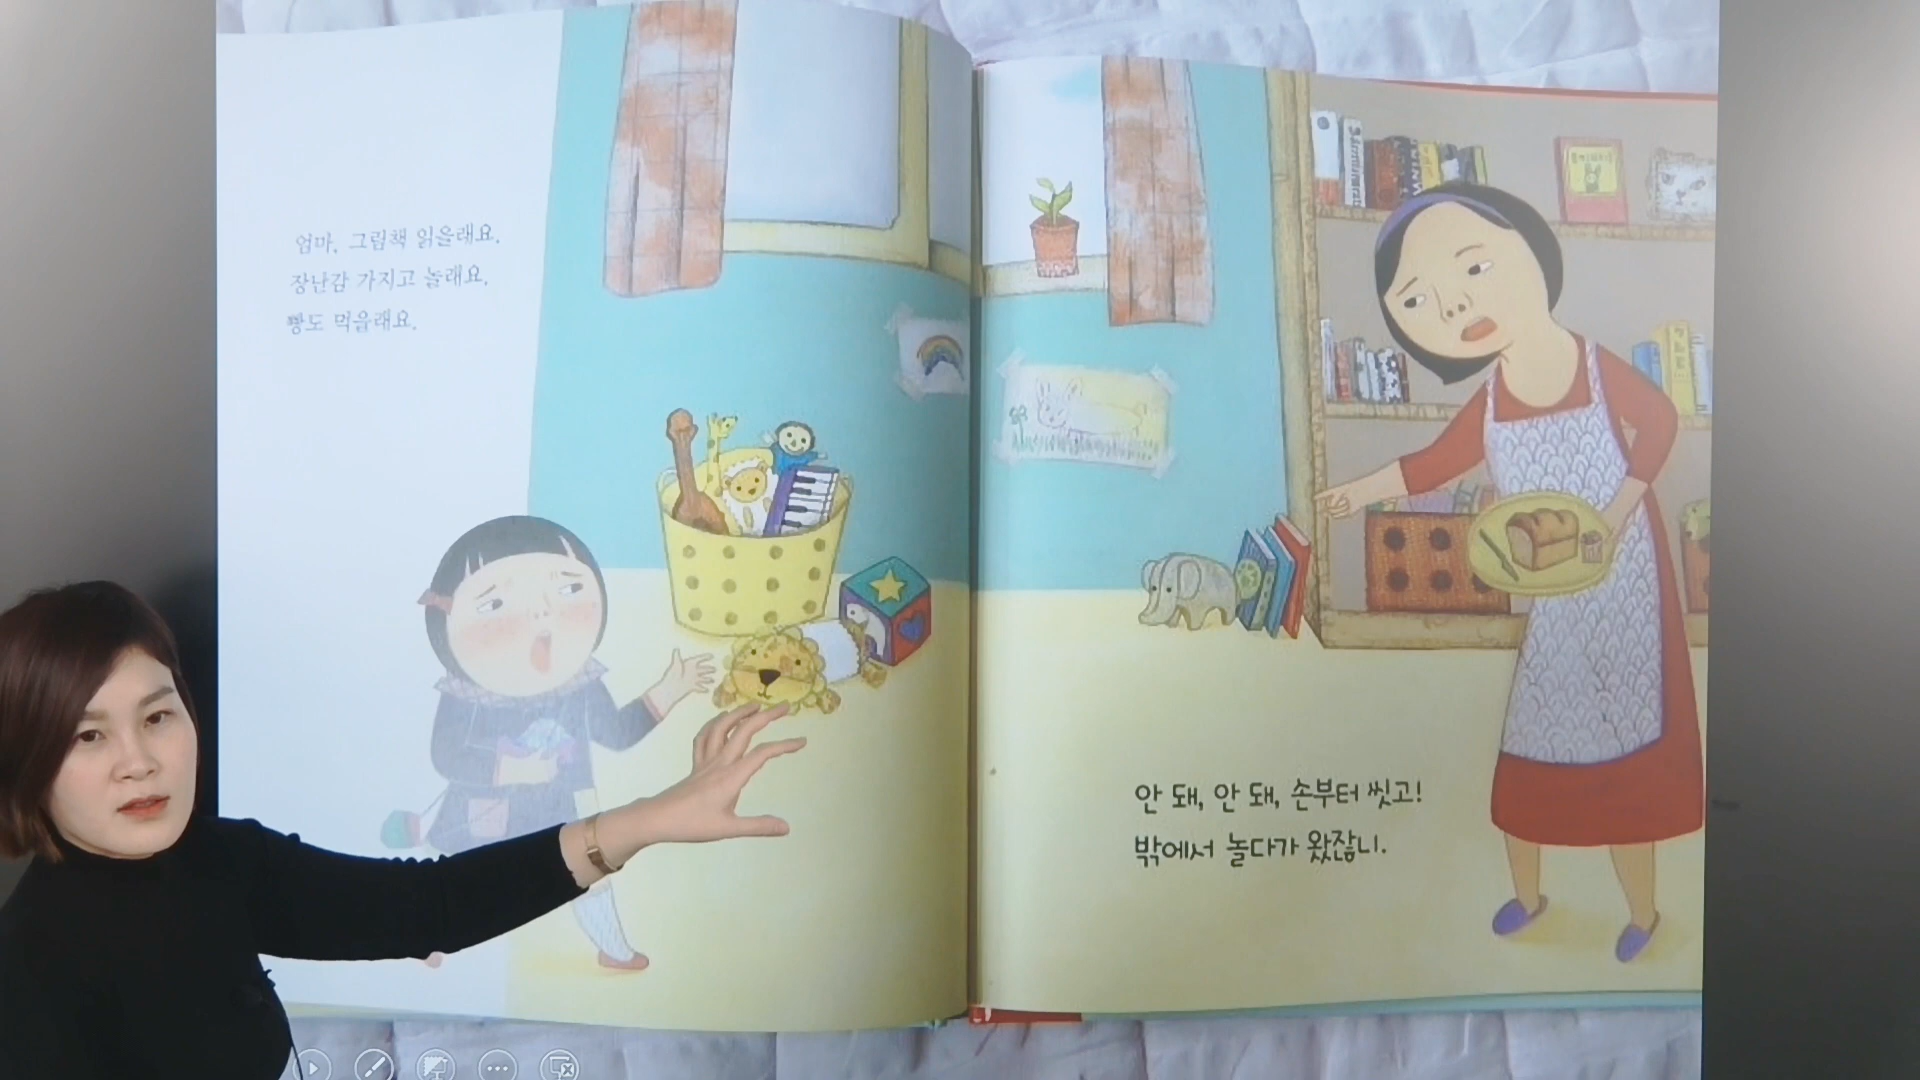 엄마, 그림책 읽을래요.
장난감 가지고 놀래요.
빵도 먹을래요.
안 돼, 안 돼, 손부터 씻고!
밖에서 놀다가 왔잖니.